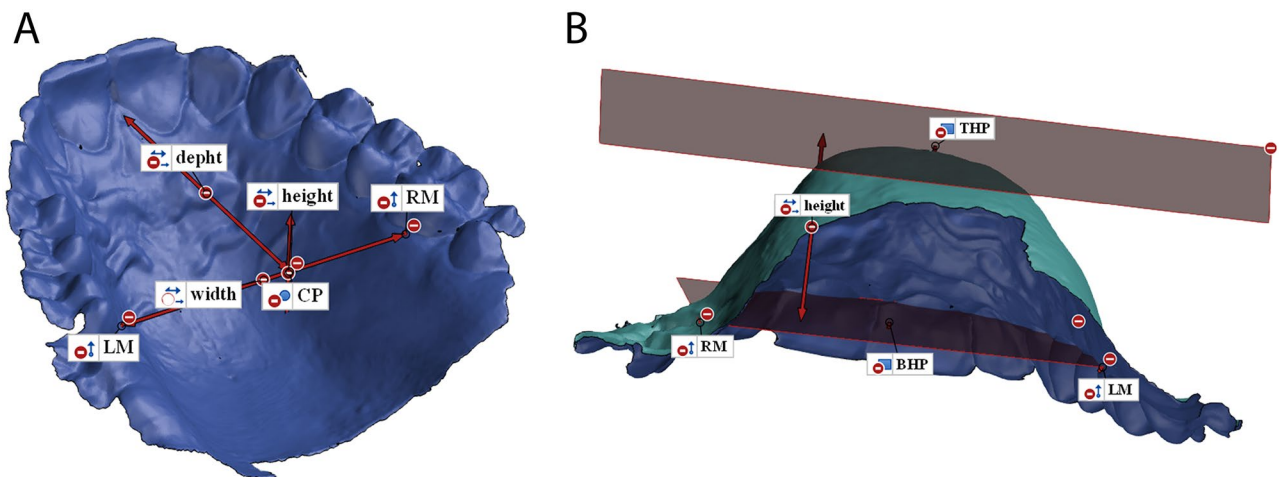 A
B
depht
height
RM
width
CP
LM
THP
height
RM
BHP
LM